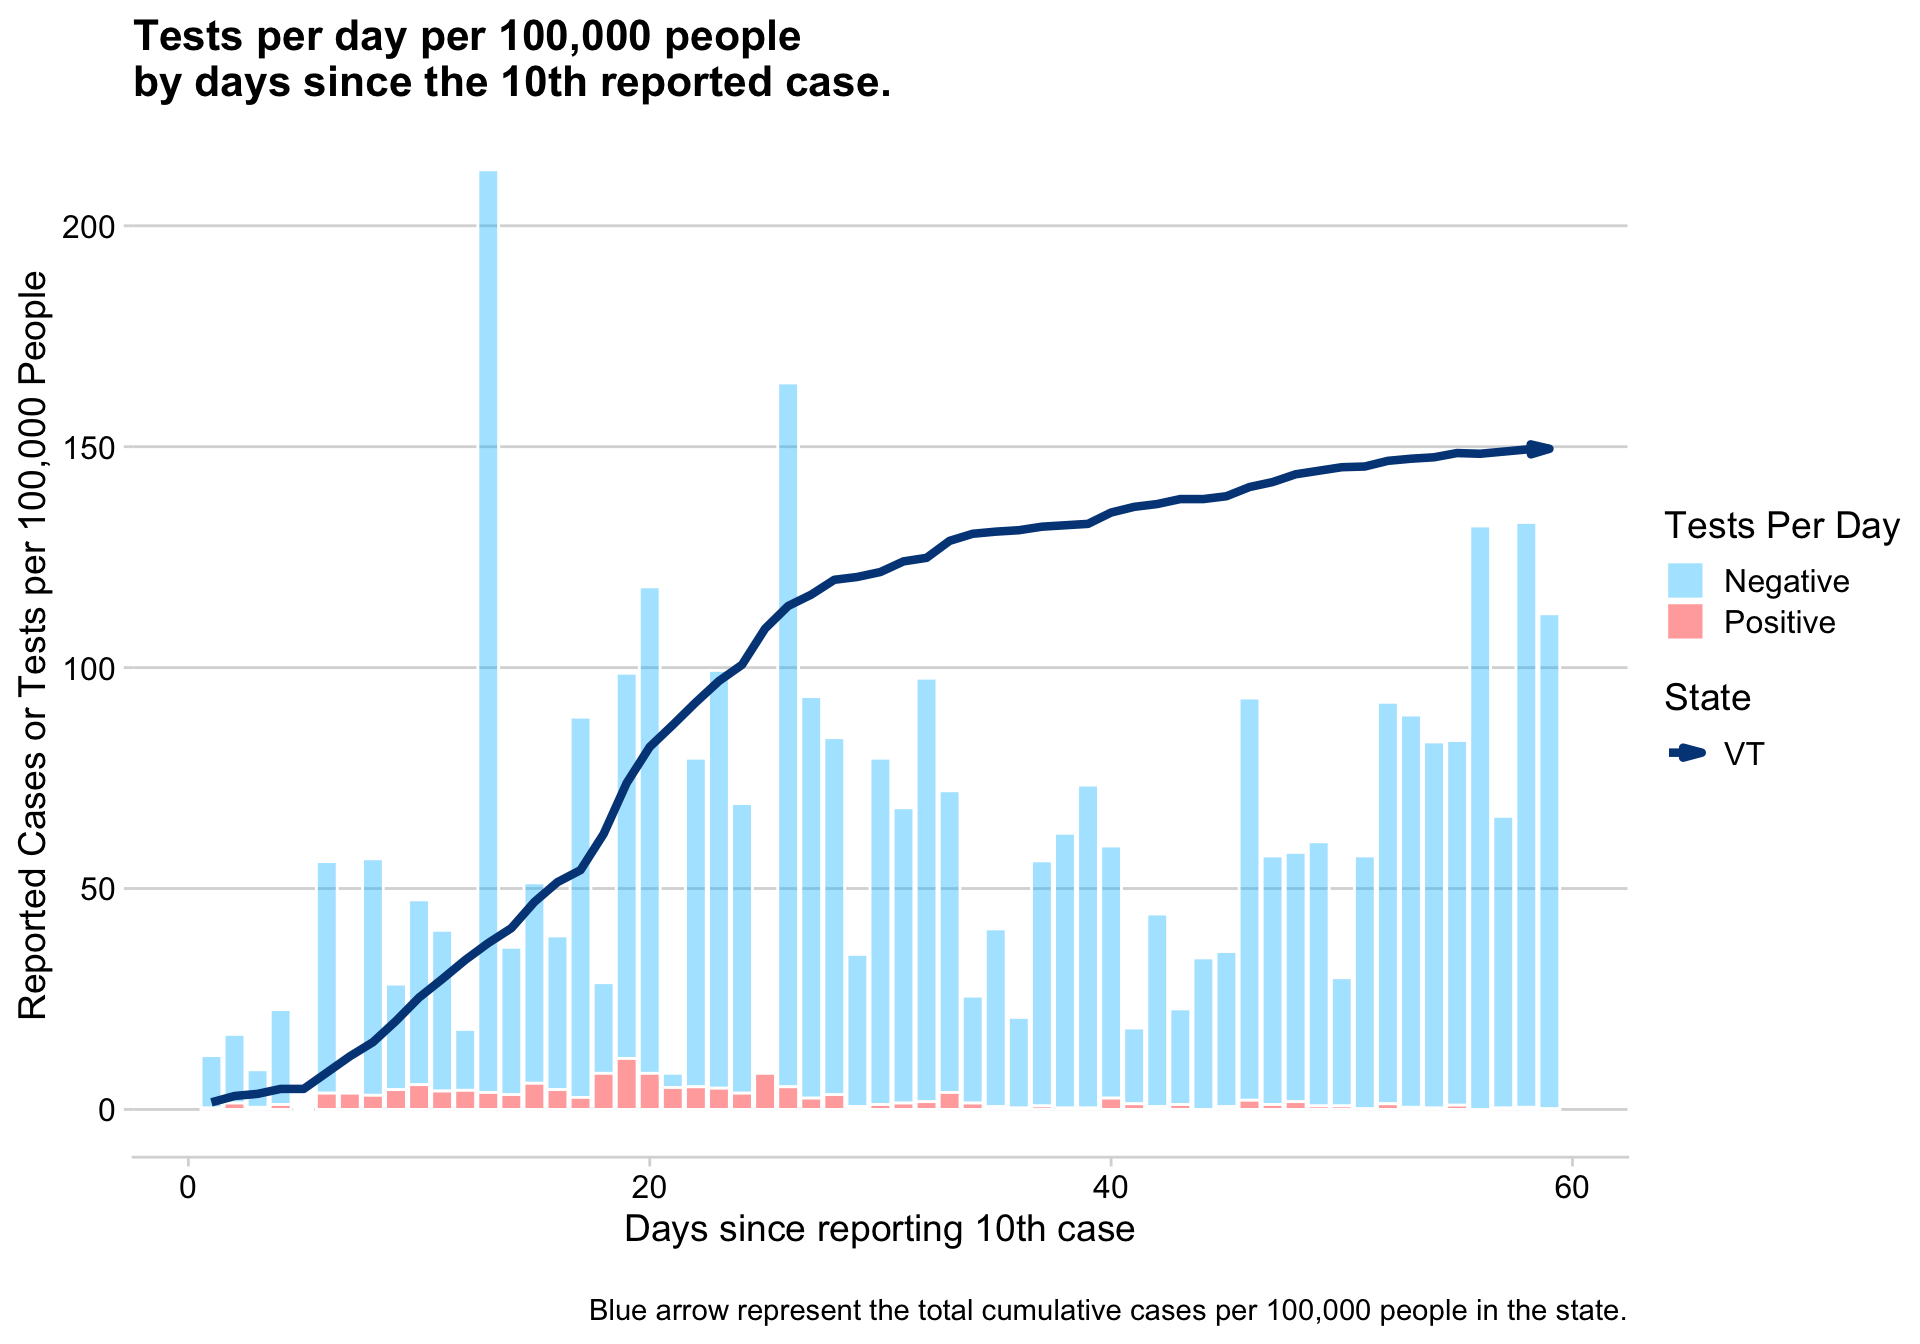 Tests per day per 100,000 people
by days since the 10th reported case.
Reported Cases or Tests per 100,000 People
200
150
100
50
0
0
20
40
60
Days since reporting 10th case
Tests Per Day
Negative
Positive
State
VT
Blue arrow represent the total cumulative cases per 100,000 people in the state.